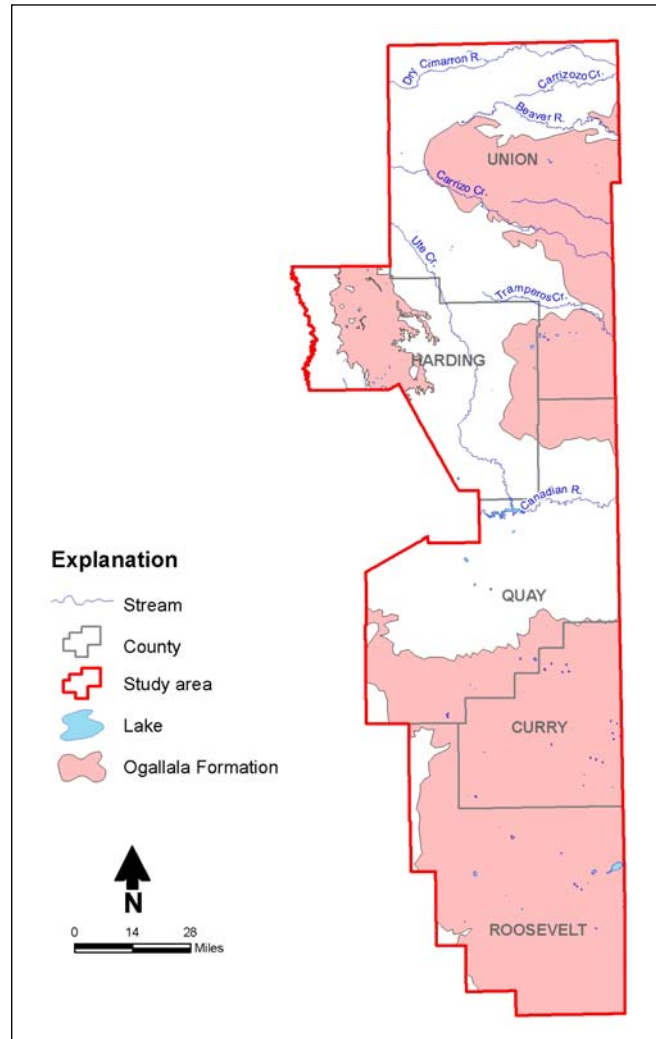 Dry Cimarron R.
Carrizozo Cr.
Beaver R.
UNION
Carrizo Cr.
Ute Cr.
Tramperos Cr.
HARDING
Canadian R.
Explanation
Stream
County
Study area
Lake
Ogallala Formation
QUAY
CURRY
N
0 14 28
Miles
ROOSEVELT